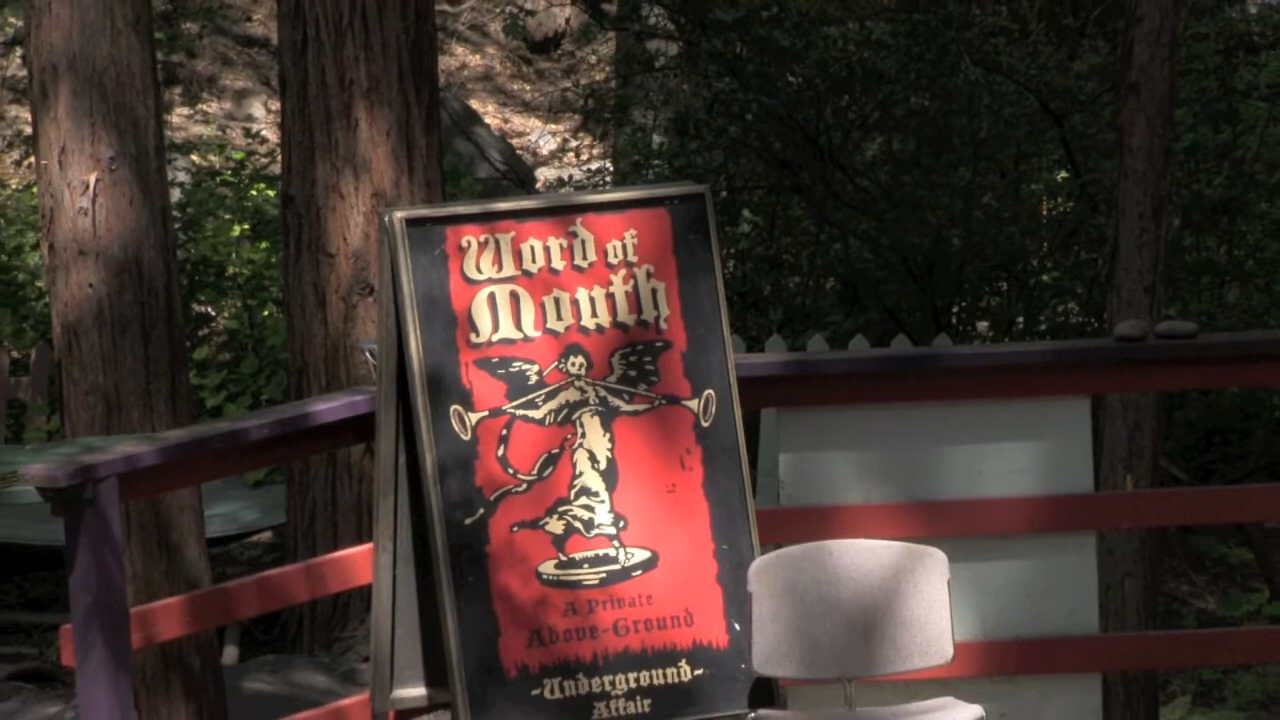 Word of
Mouth
A Private
Above-Ground
-Underground-
Affair